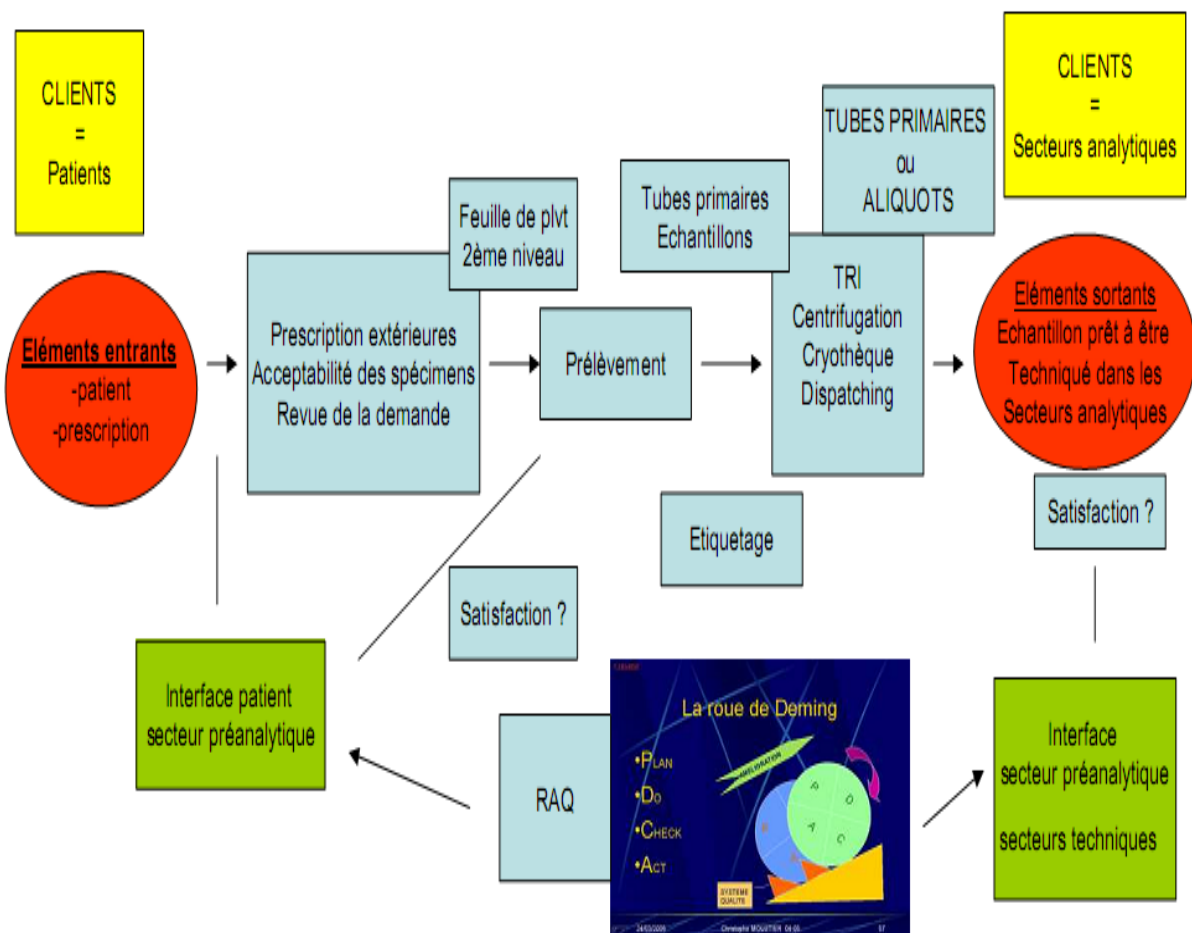 CLIENTS
=
Patients
CLIENTS
=
Secteurs analytiques
TUBES PRIMAIRES
ou
ALIQUOTS
Feuille de plvt
2ème niveau
Tubes primaires
Echantillons
Eléments entrants
-patient
-prescription
Prescription extérieures
Acceptabilité des spécimens
Revue de la demande
Prélèvement
TRI
Centrifugation
Cryothèque
Dispatching
Eléments sortants
Echantillon prêt à être
Techniqué dans les
Secteurs analytiques
Satisfaction ?
Etiquetage
Satisfaction ?
Interface patient
secteur préanalytique
RAQ
La roue de Deming
•PLAN
•DO
•CHECK
•ACT
AMELIORATION
P
D
A
C
SYSTEME
QUALITE
Christophe MOUSTIER
Interface
secteur préanalytique
secteurs techniques